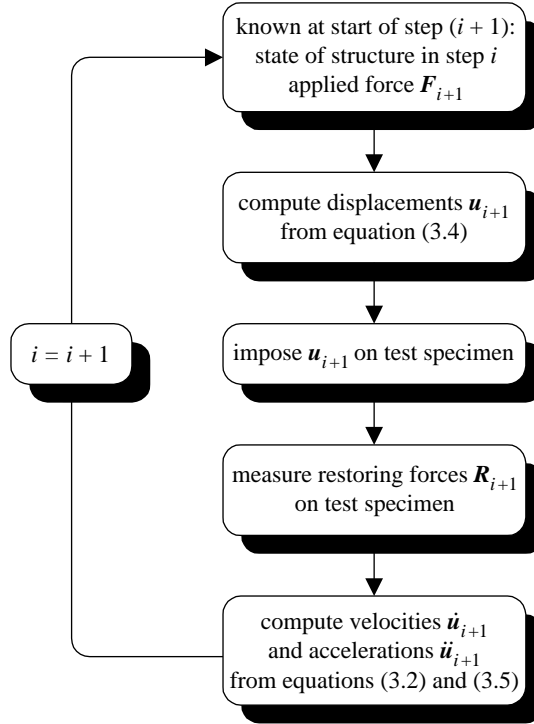 known at start of step (i + 1):
state of structure in step i
applied force F_{i+1}
compute displacements u_{i+1}
from equation (3.4)
i = i + 1
impose u_{i+1} on test specimen
measure restoring forces R_{i+1}
on test specimen
compute velocities u̇_{i+1}
and accelerations ü_{i+1}
from equations (3.2) and (3.5)